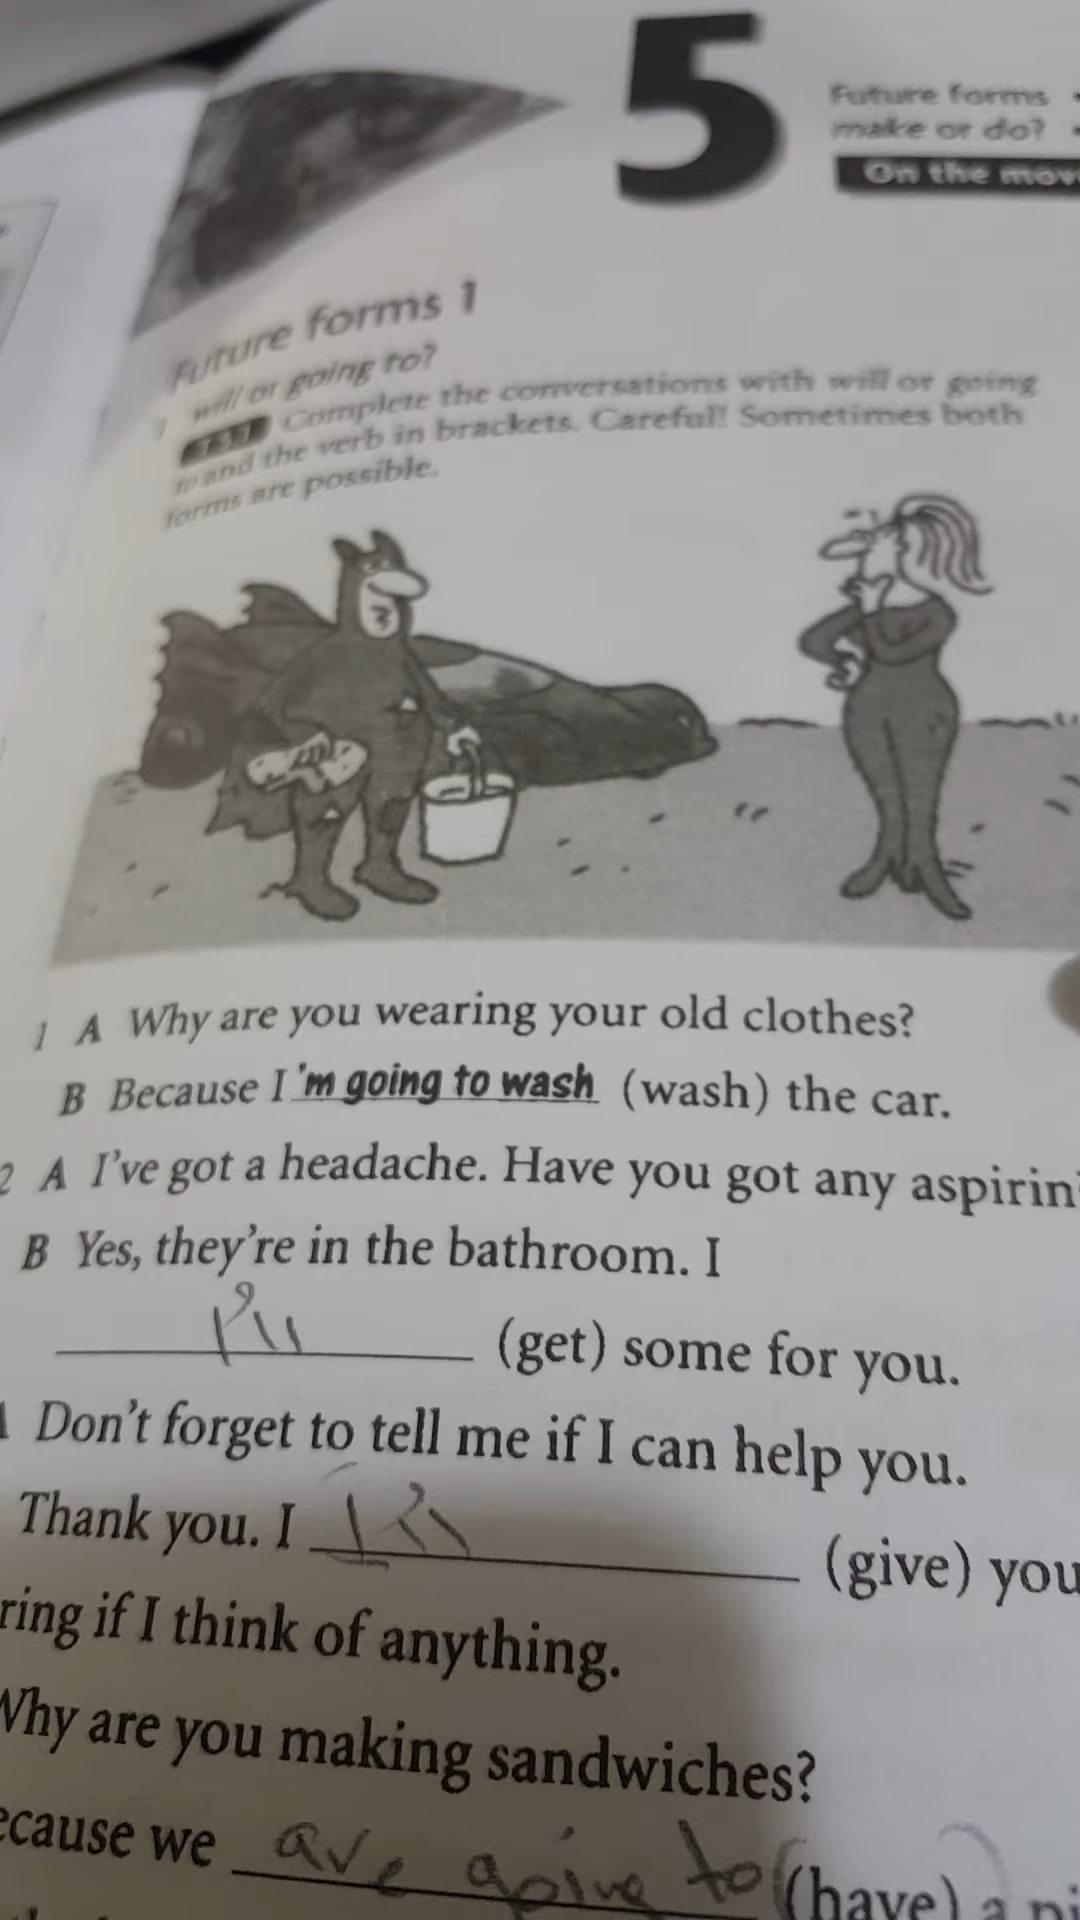 5
Future forms
make or do?
On the mov
Future forms 1
will or going to?
Complete the conversations with will or going
to and the verb in brackets. Careful! Sometimes both
forms are possible.
1 A Why are you wearing your old clothes?
B Because I 'm going to wash (wash) the car.
2 A I've got a headache. Have you got any aspirin?
B Yes, they're in the bathroom. I
(get) some for you.
Don't forget to tell me if I can help you.
Thank you. I (give) you
ring if I think of anything.
Why are you making sandwiches?
ecause we are going to (have) a pi